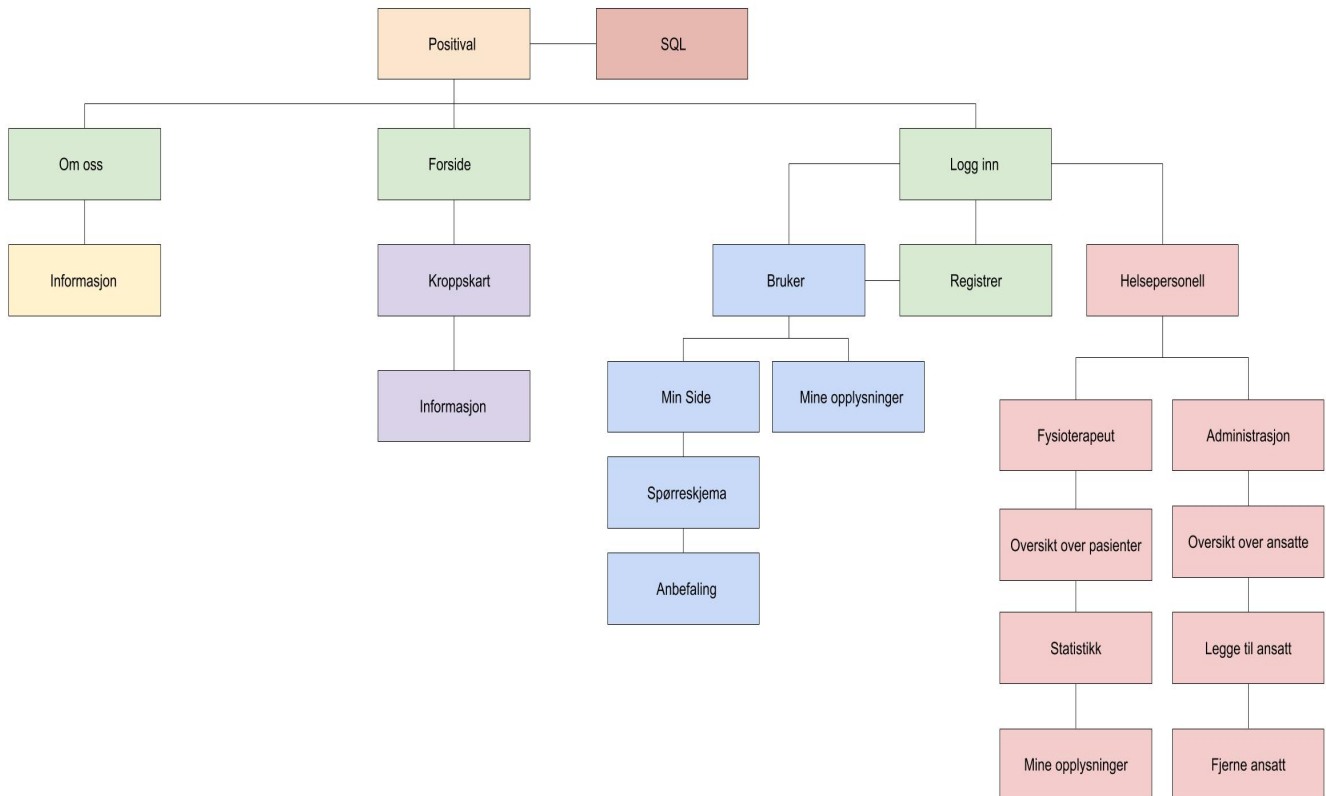 Positival
SQL
Om oss
Forside
Logg inn
Informasjon
Kroppskart
Bruker
Registrer
Helsepersonell
Informasjon
Min Side
Mine opplysninger
Fysioterapeut
Administrasjon
Spørreskjema
Oversikt over pasienter
Oversikt over ansatte
Anbefaling
Statistikk
Legge til ansatt
Mine opplysninger
Fjerne ansatt